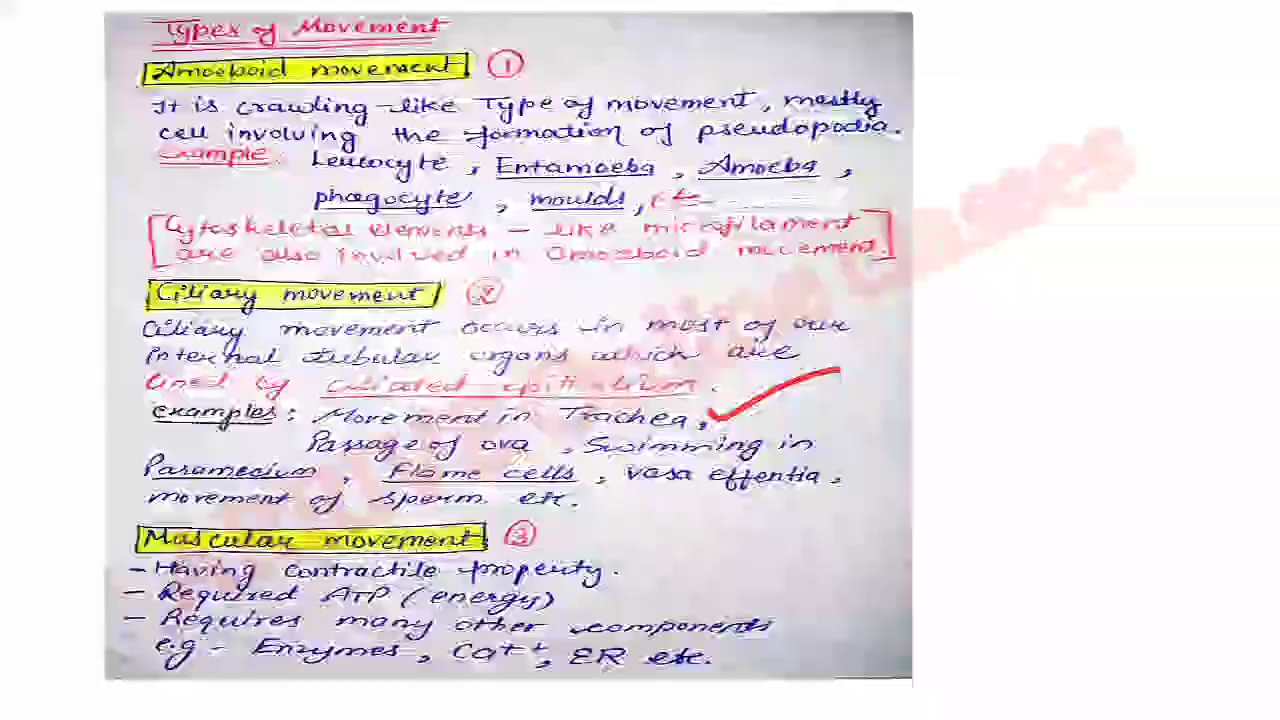 Types of Movement
Amoeboid movement 1
It is crawling-like Type of movement, mostly
cell involving the formation of pseudopodia.
Example: Leucocyte, Entamoeba, Amoeba,
phagocyte, moulds, etc.
[Cytoskeletal elements - like microfilament
are also involved in Amoeboid movement.]
Ciliary movement 2
Ciliary movement occurs in most of our
internal tubular organs which are
lined by ciliated epithelium.
examples: Movement in Trachea,
Passage of ova, Swimming in
Paramecium, Flame cells, vasa effentia,
movement of sperm etc.
Muscular movement 3
- Having contractile property.
- Required ATP (energy)
- Requires many other components
e.g - Enzymes, Ca++, ER etc.